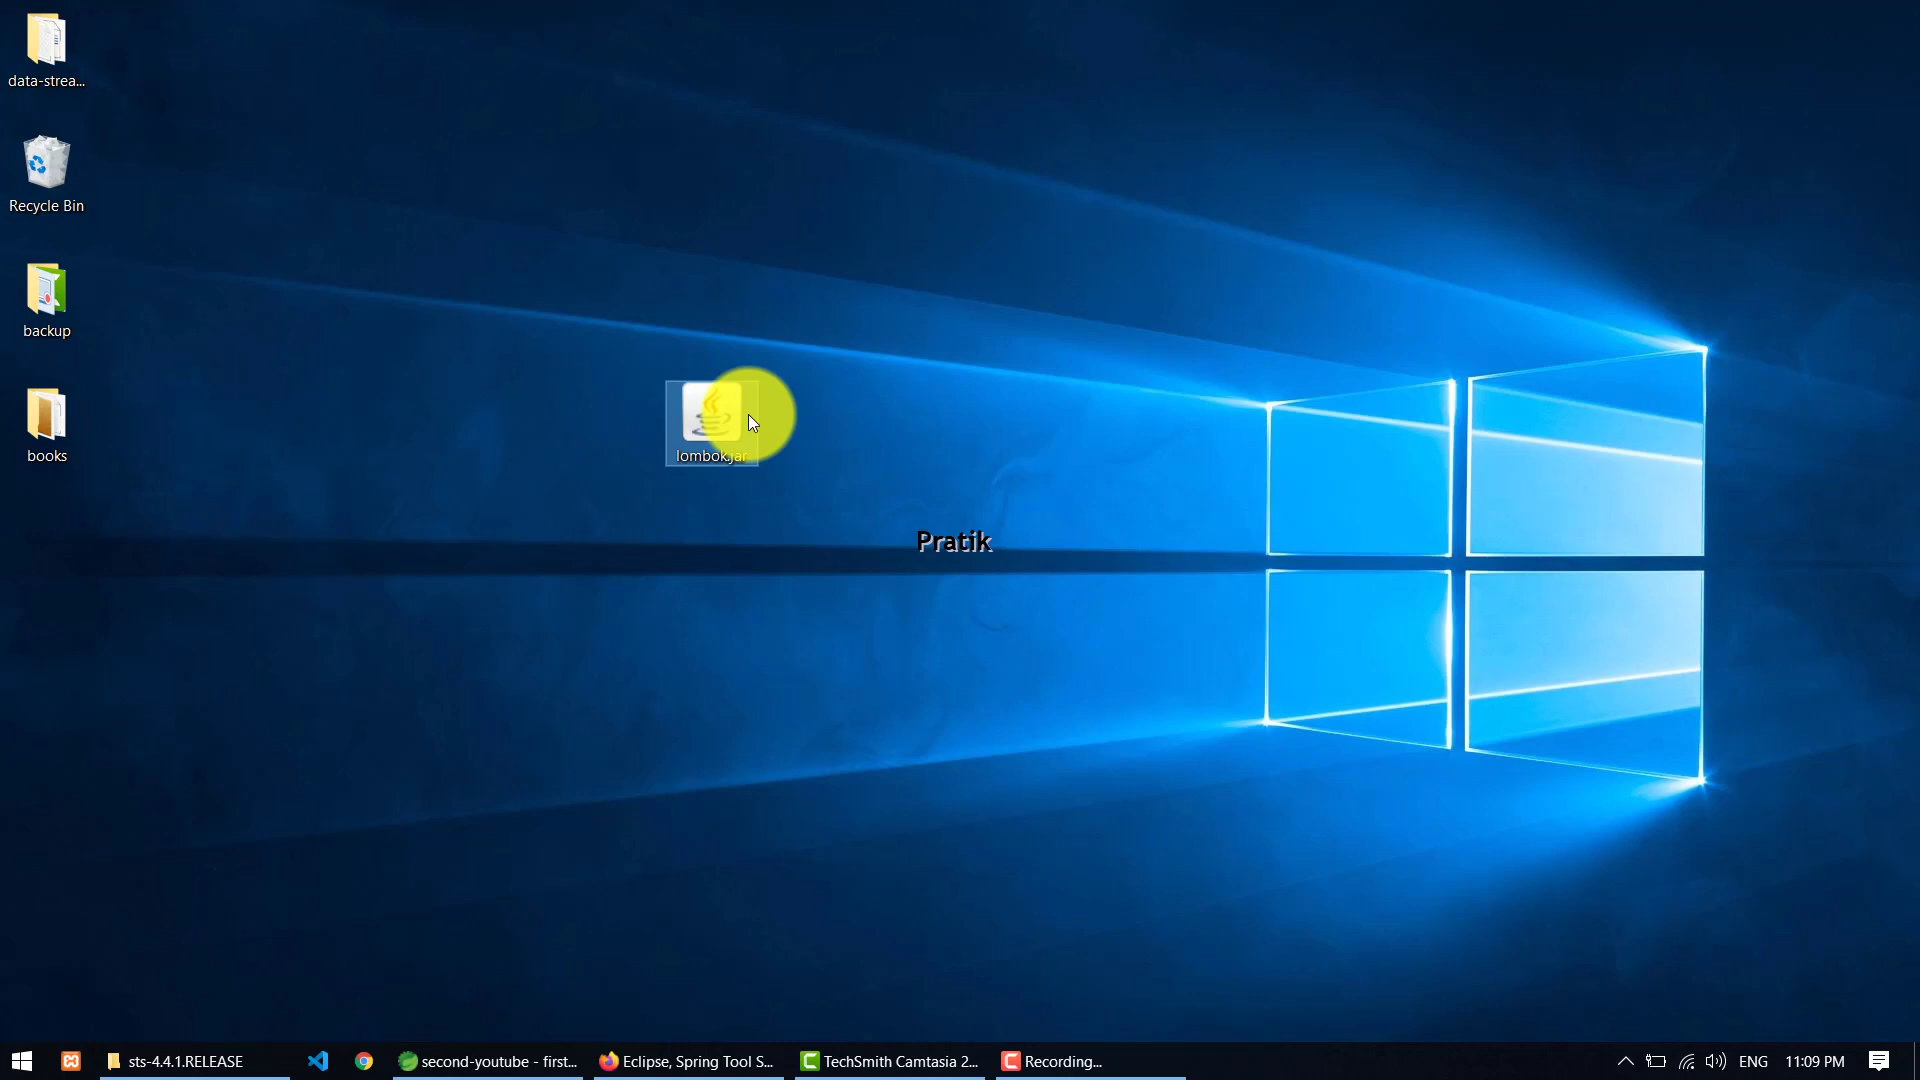 data-strea...
Recycle Bin
backup
books
lombok.jar
Pratik
sts-4.4.1.RELEASE
second-youtube - first...
Eclipse, Spring Tool S...
TechSmith Camtasia 2...
Recording...
ENG
11:09 PM